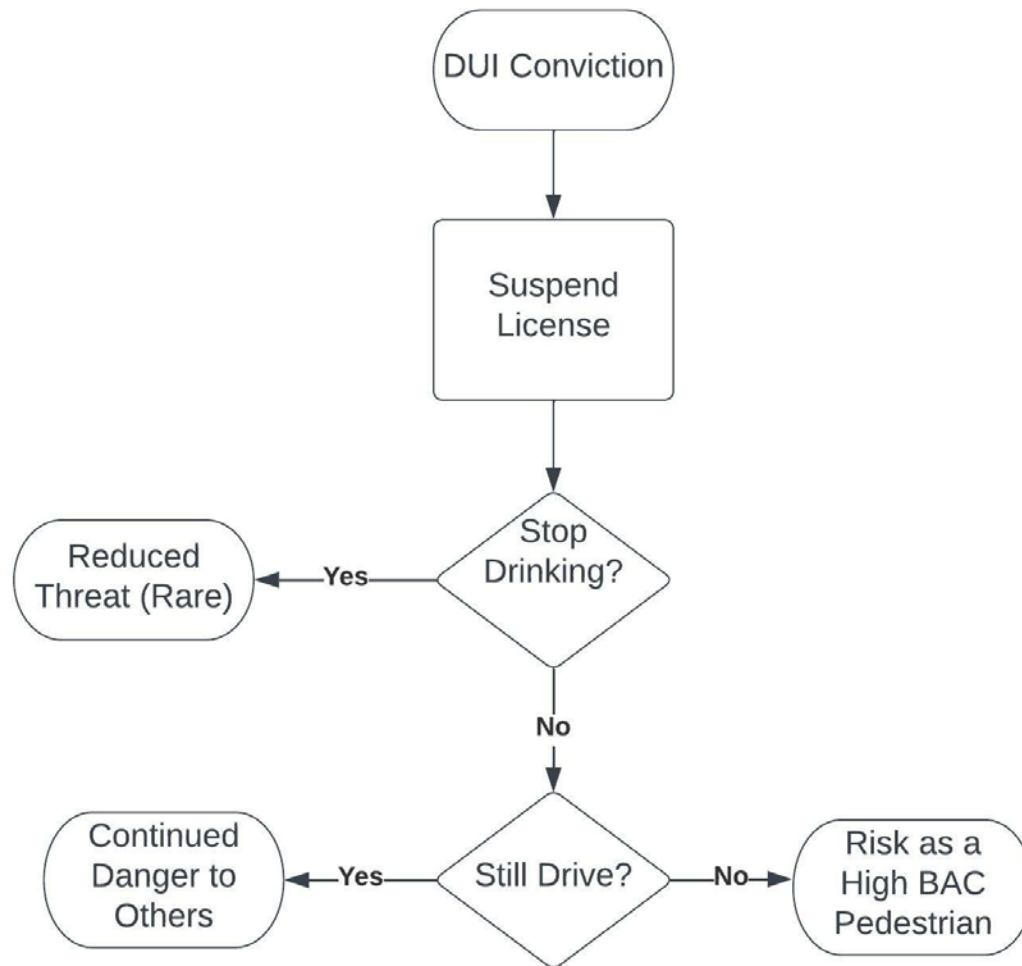 DUI Conviction
Suspend
License
Stop
Drinking?
Yes
Reduced
Threat (Rare)
No
Still Drive?
Yes
Continued
Danger to
Others
No
Risk as a
High BAC
Pedestrian